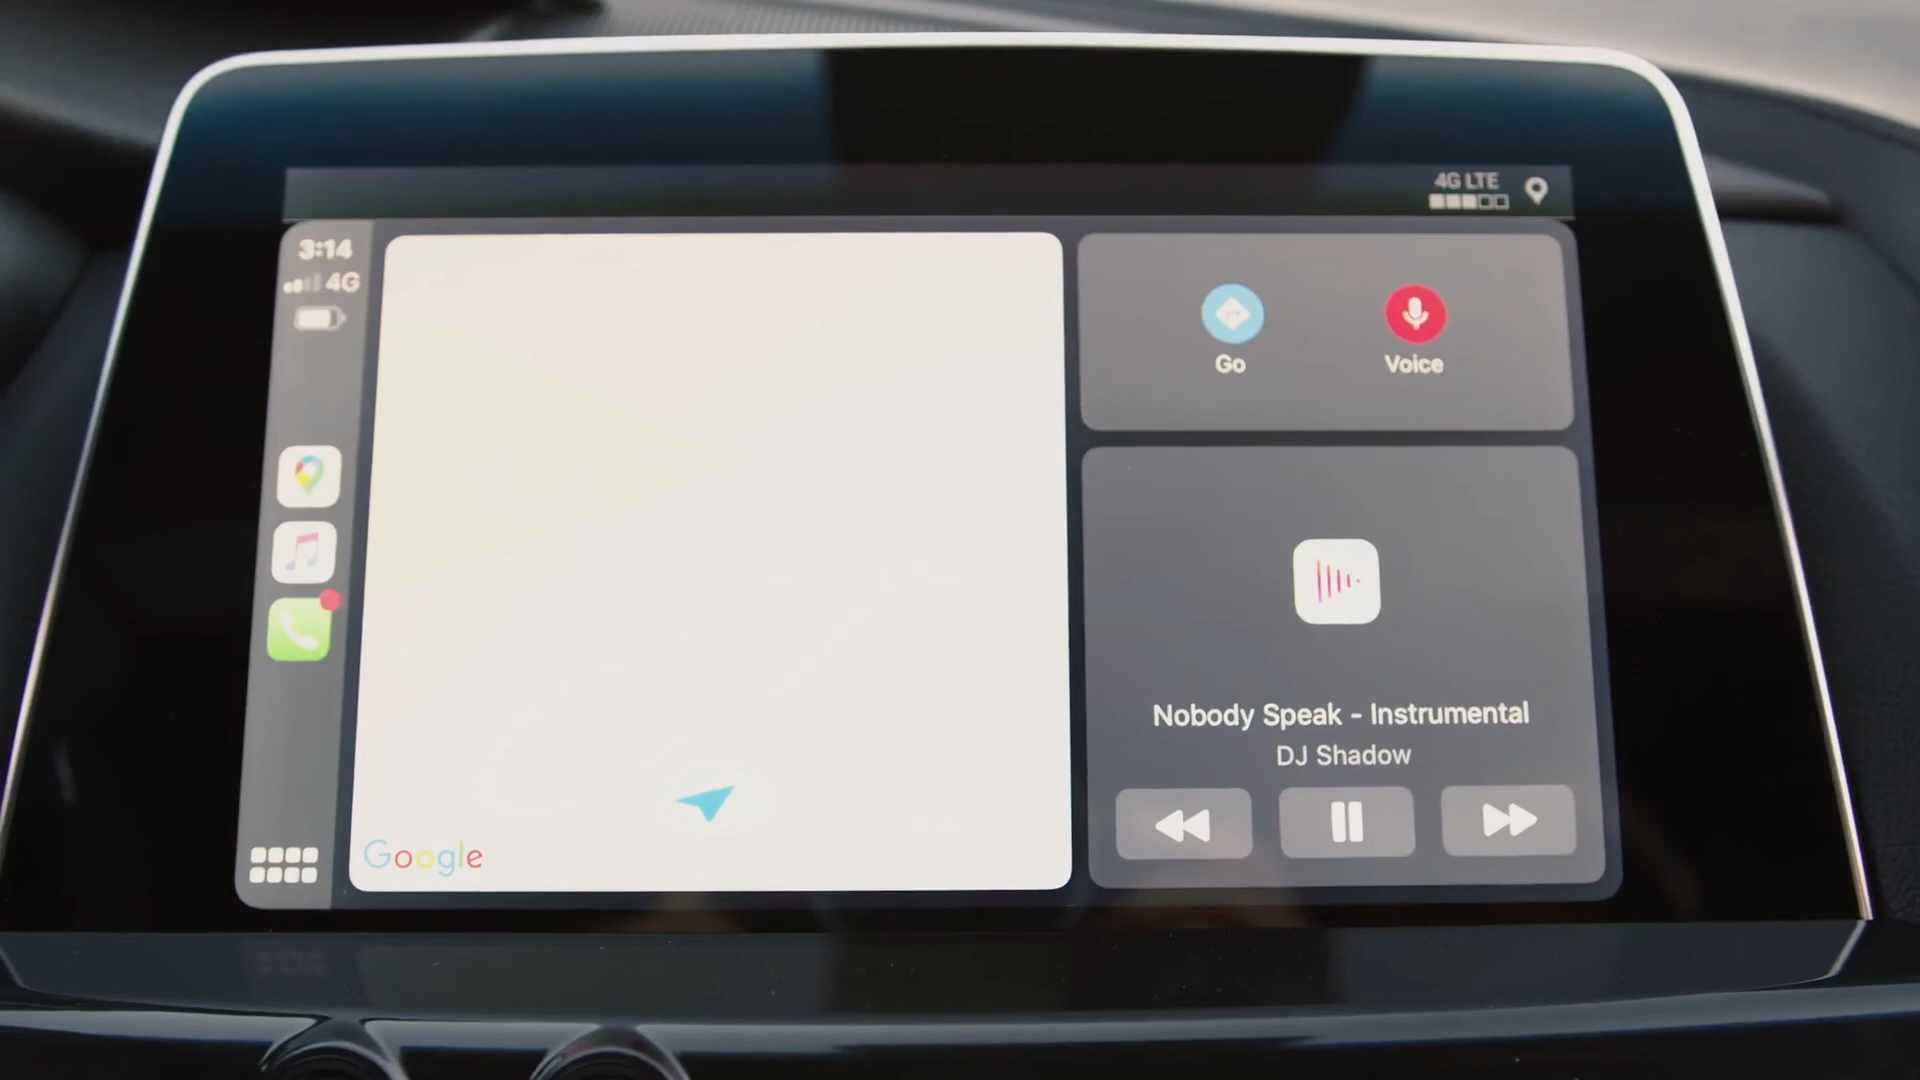 4G LTE
3:14
4G
Go
Voice
Nobody Speak - Instrumental
DJ Shadow
Google